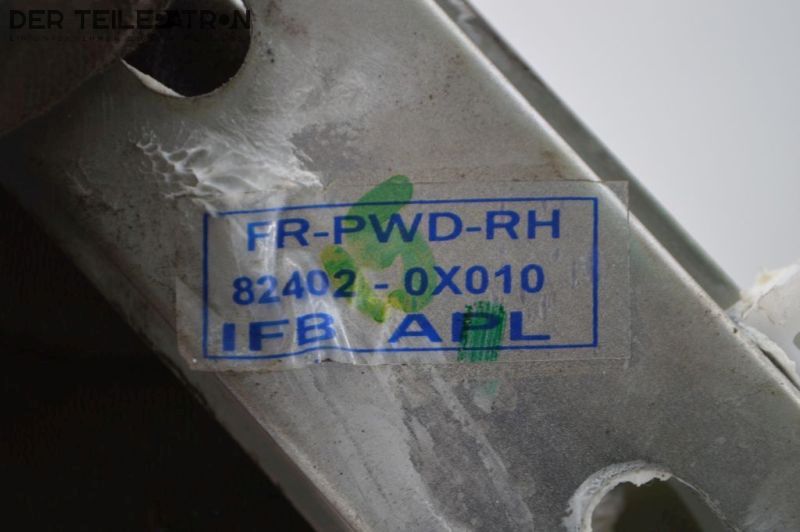 DER TEILEPATRON
FR-PWD-RH
82402-0X010
IFB APL